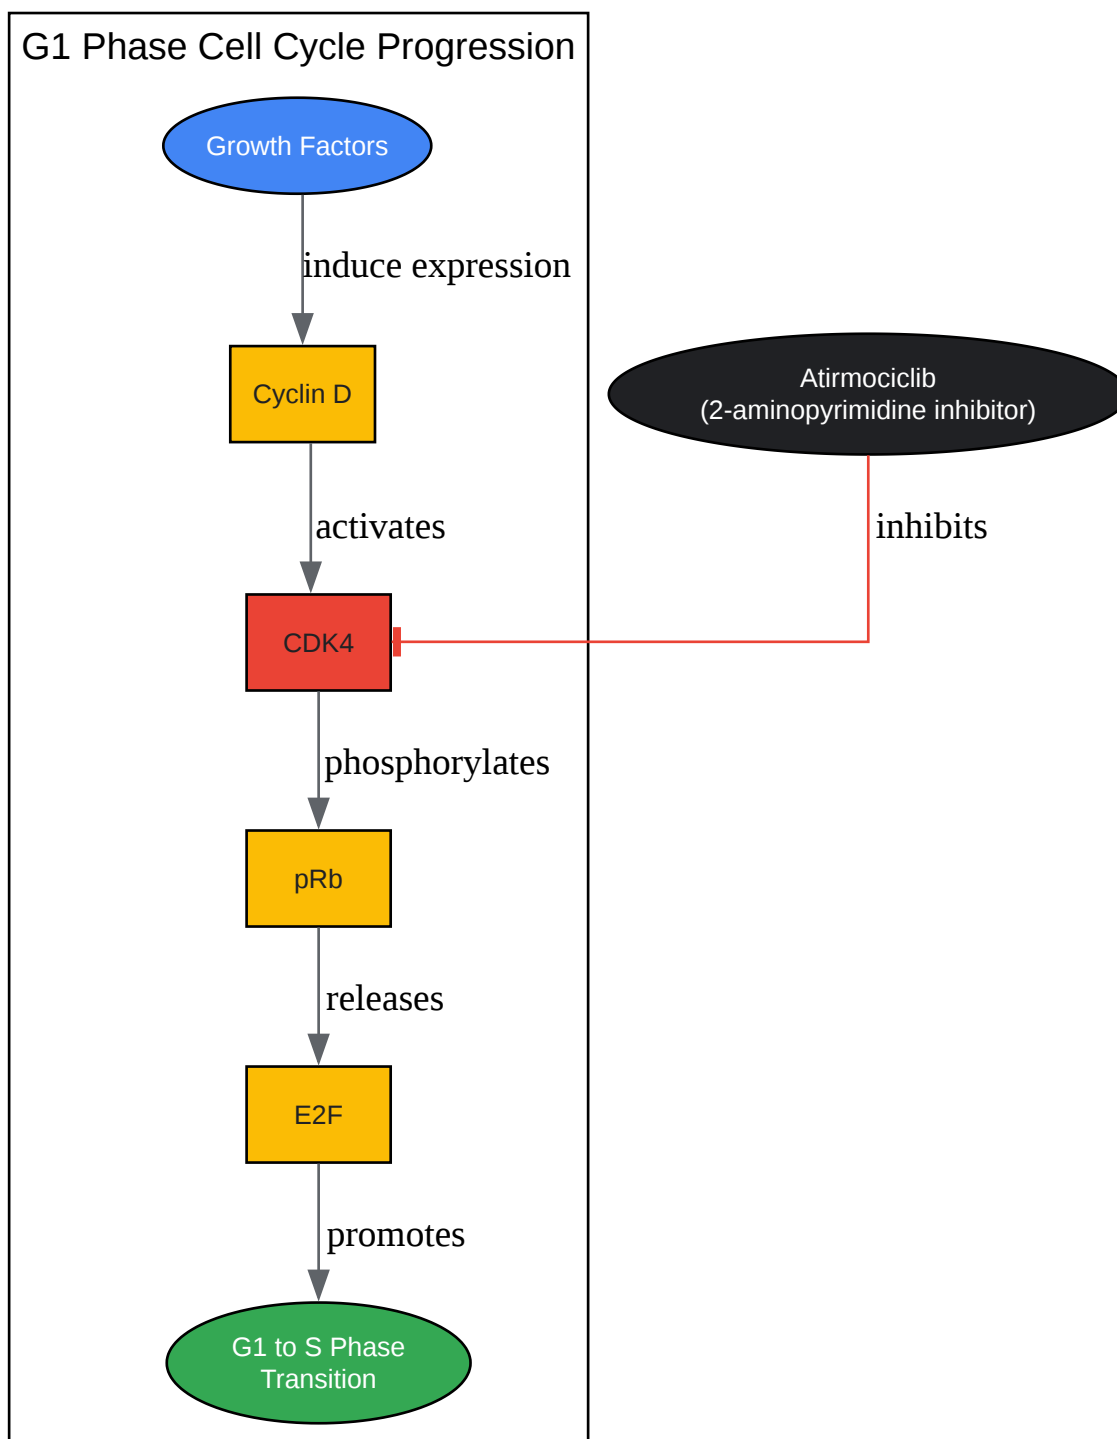 G1 Phase Cell Cycle Progression
Growth Factors
induce expression
Cyclin D
Atirmociclib
(2-aminopyrimidine inhibitor)
activates
inhibits
CDK4
phosphorylates
pRb
releases
E2F
promotes
G1 to S Phase
Transition